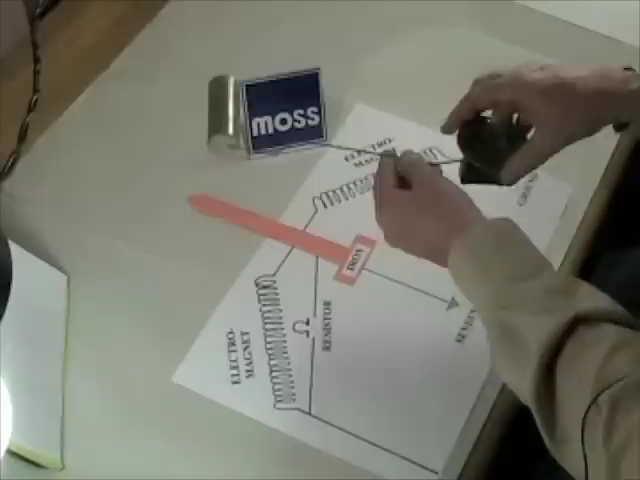 moss
ELECTRO-
MAGNET
IRON
RESISTOR
ELECTRO-
MAGNET